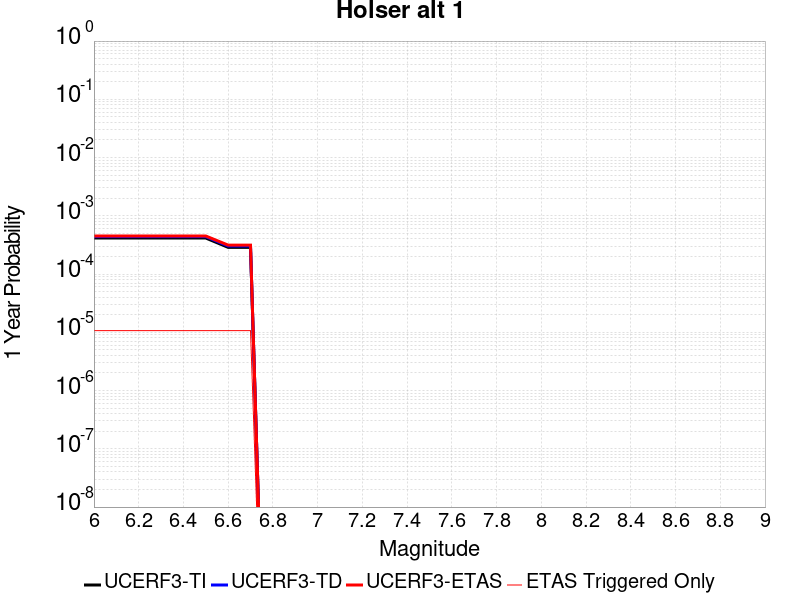 Holser alt 1
10 0
10 -1
10 -2
10 -3
10 -4
10 -5
10 -6
10 -7
10 -8
1 Year Probability
6 6.2 6.4 6.6 6.8 7 7.2 7.4 7.6 7.8 8 8.2 8.4 8.6 8.8 9
Magnitude
UCERF3-TI UCERF3-TD UCERF3-ETAS ETAS Triggered Only